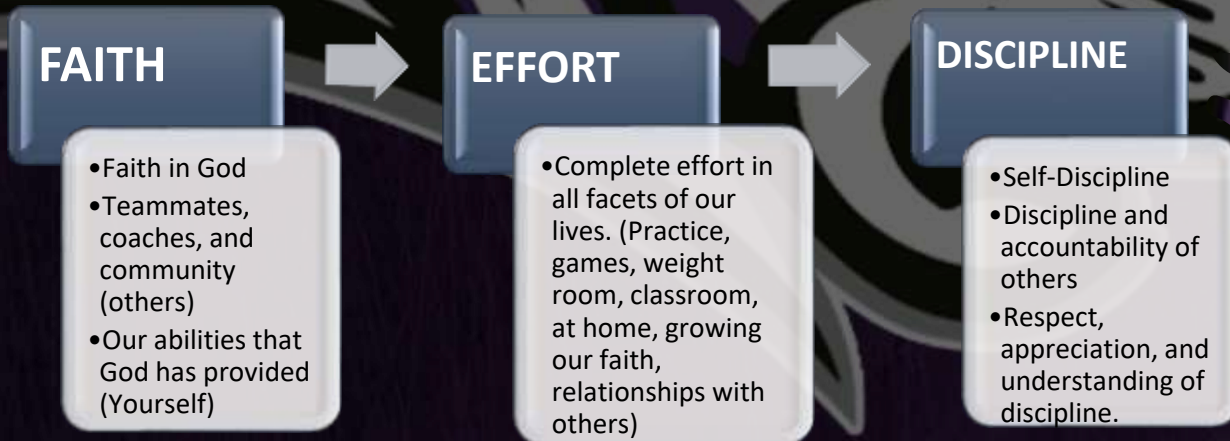 FAITH
•Faith in God
•Teammates,
coaches, and
community
(others)
•Our abilities that
God has provided
(Yourself)
EFFORT
•Complete effort in
all facets of our
lives. (Practice,
games, weight
room, classroom,
at home, growing
our faith,
relationships with
others)
DISCIPLINE
•Self-Discipline
•Discipline and
accountability of
others
•Respect,
appreciation, and
understanding of
discipline.